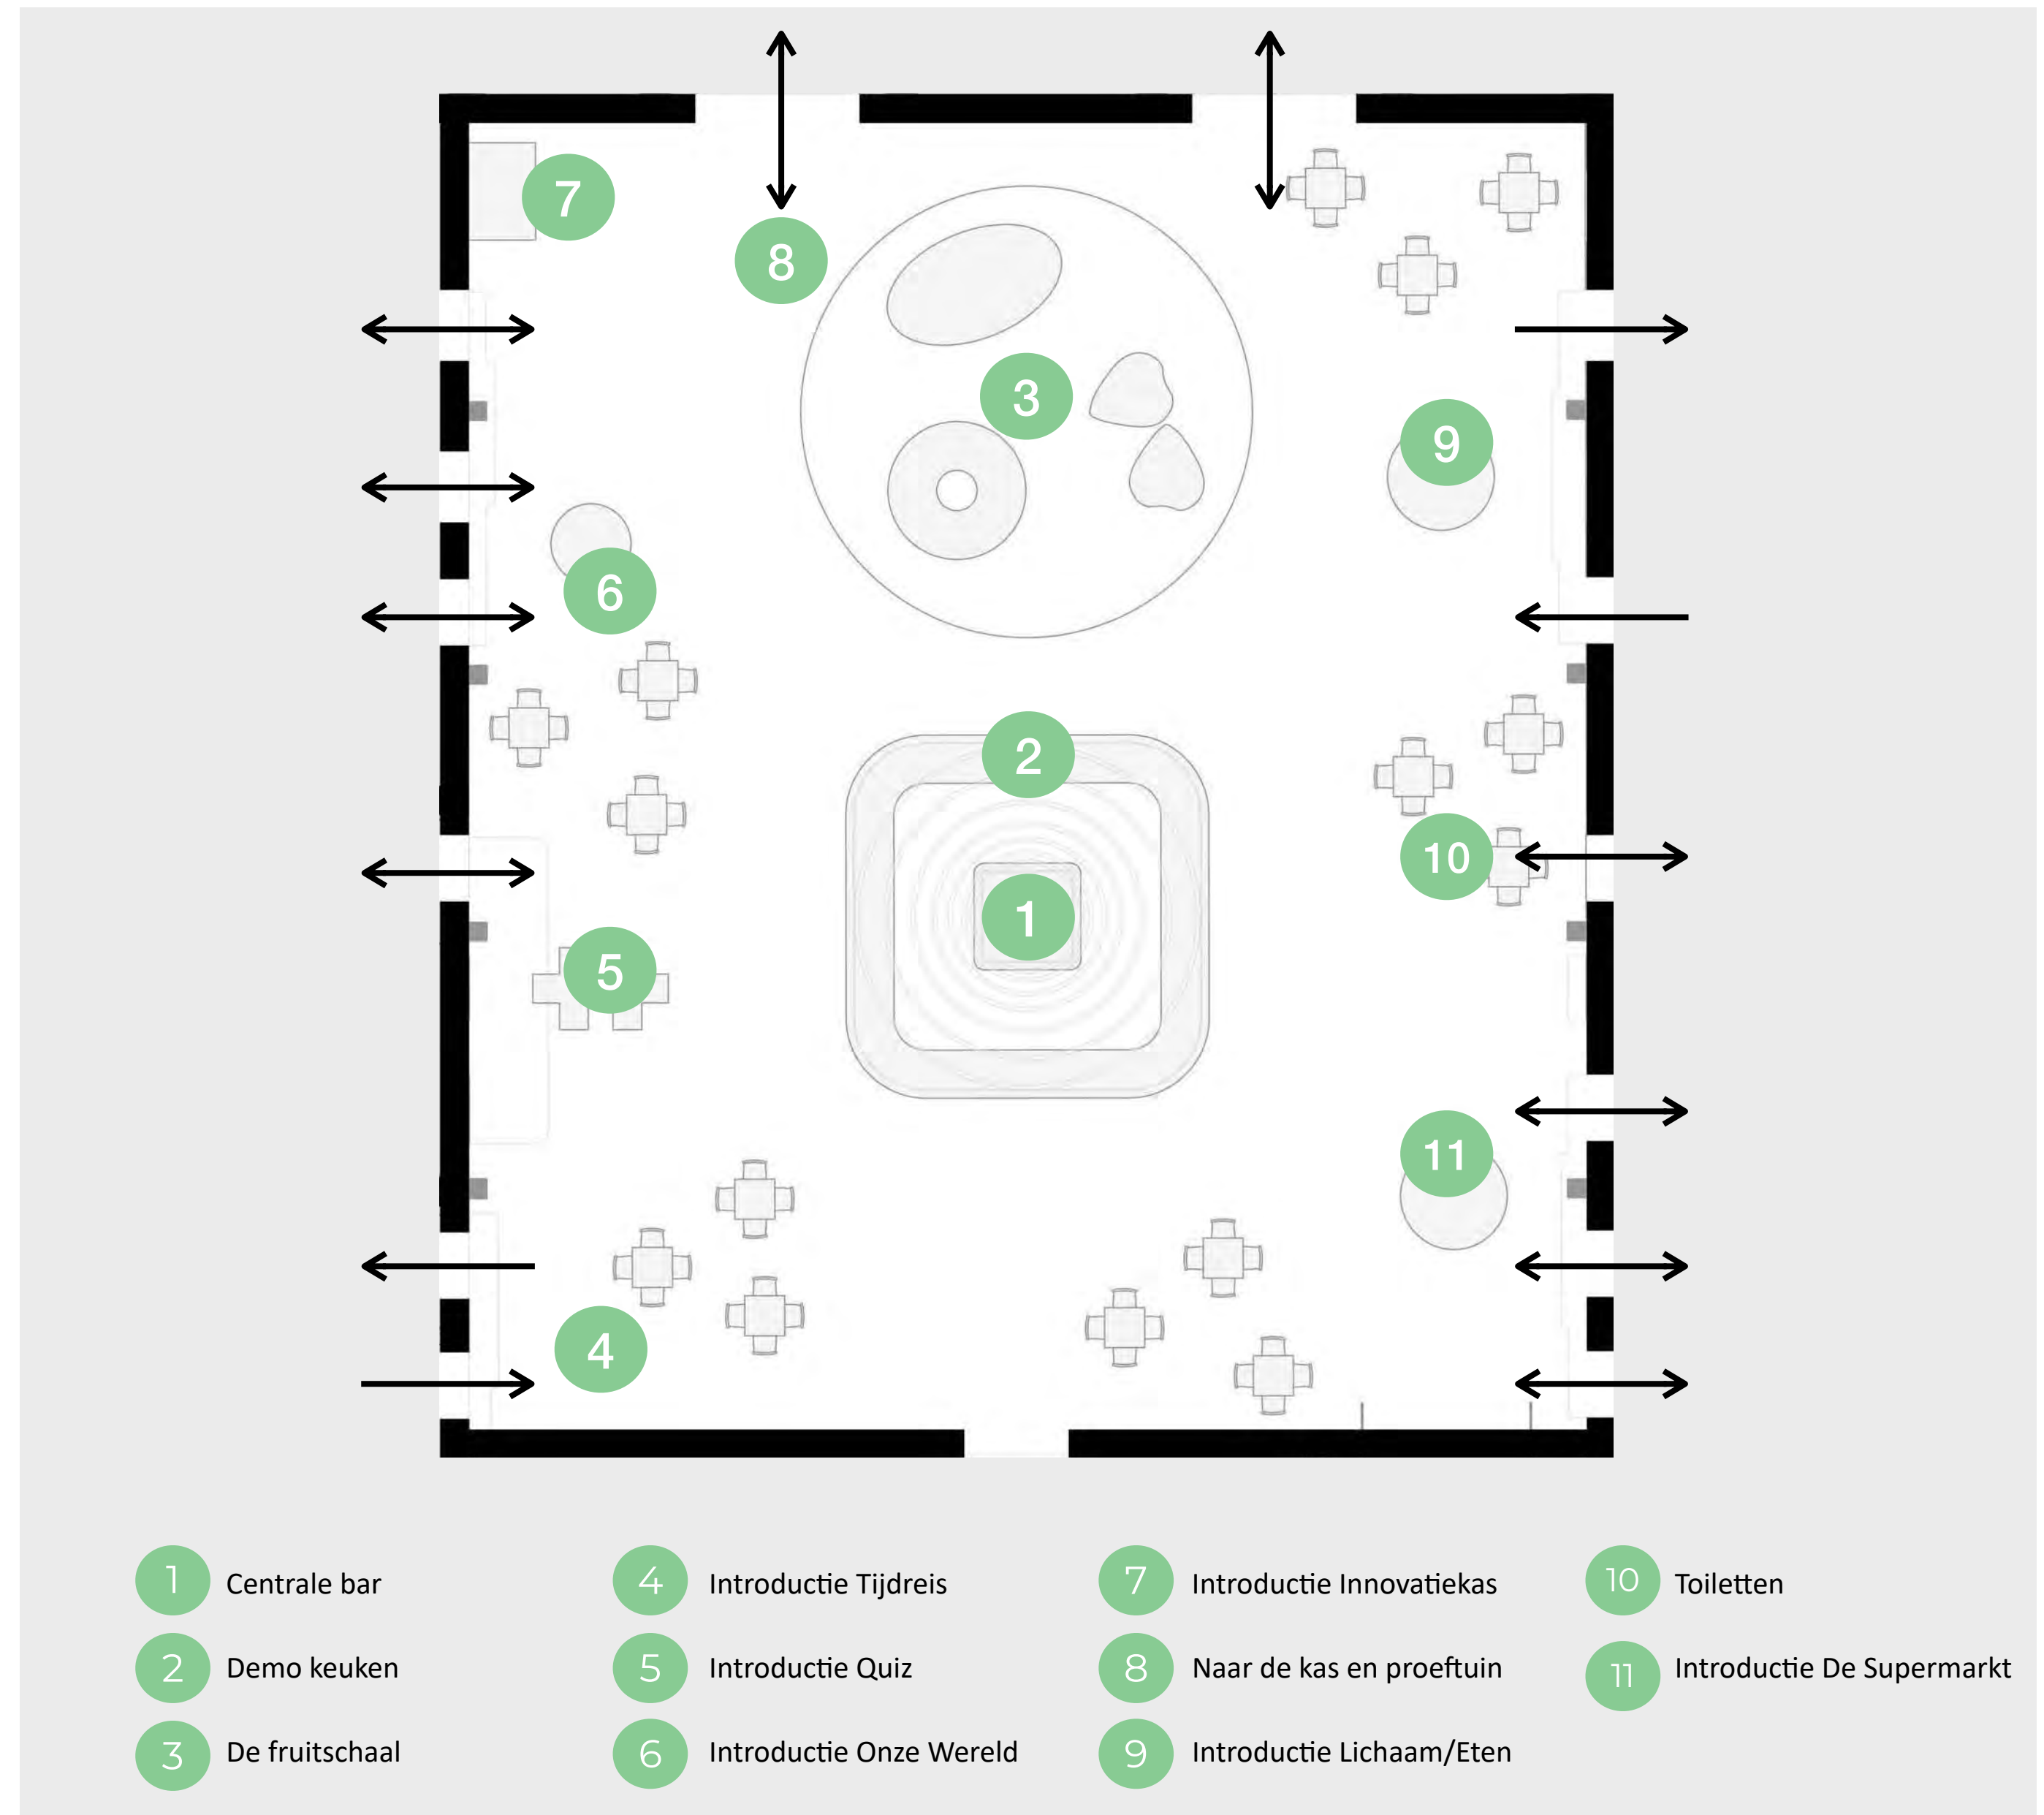 7
8
3
9
6
2
10
1
5
11
4
1 Centrale bar
2 Demo keuken
3 De fruitschaal
4 Introductie Tijdreis
5 Introductie Quiz
6 Introductie Onze Wereld
7 Introductie Innovatiekas
8 Naar de kas en proeftuin
9 Introductie Lichaam/Eten
10 Toiletten
11 Introductie De Supermarkt